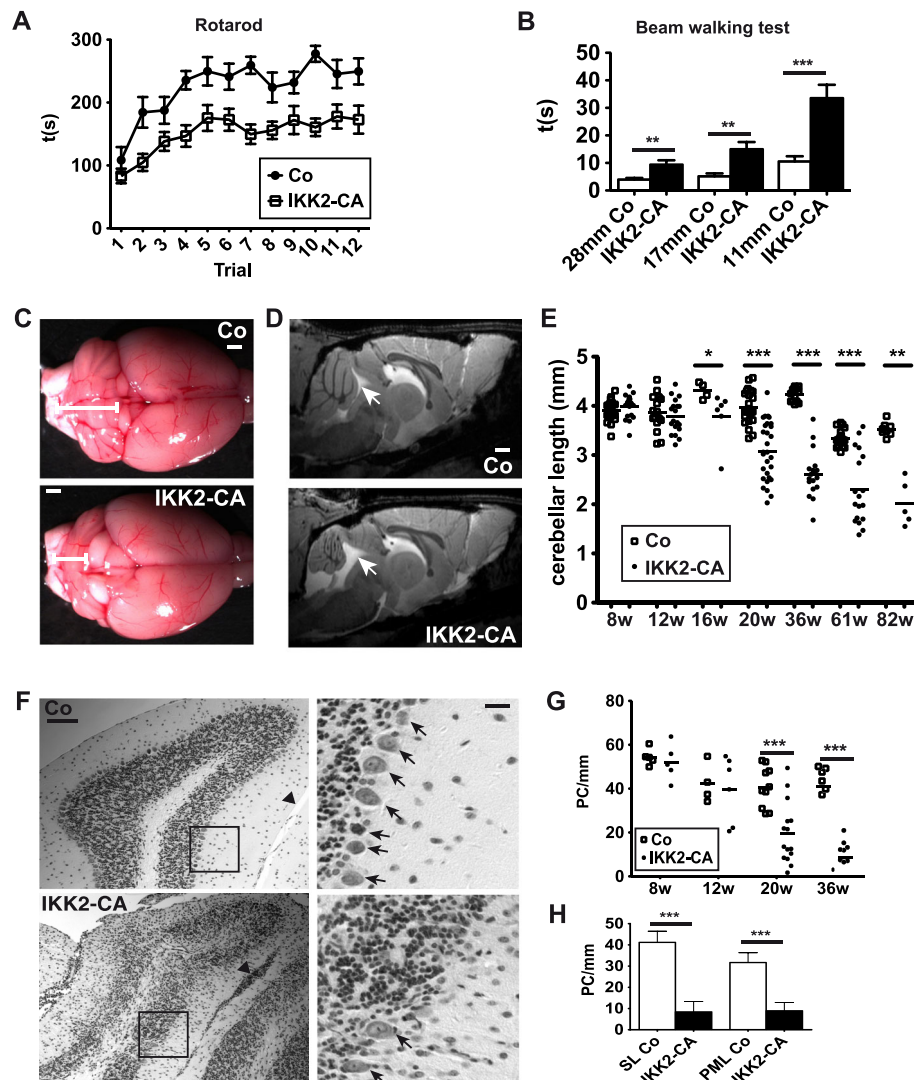 A
Rotarod
300
200
100
0
t(s)
1 2 3 4 5 6 7 8 9 10 11 12
Trial
Co
IKK2-CA
B
Beam walking test
60
50
40
30
20
10
0
t(s)
**
**
***
28mm Co
IKK2-CA
17mm Co
IKK2-CA
11mm Co
IKK2-CA
C
Co
IKK2-CA
D
Co
IKK2-CA
E
5
4
3
2
1
0
cerebellar length (mm)
* *** *** *** **
Co
IKK2-CA
8w 12w 16w 20w 36w 61w 82w
F
Co
IKK2-CA
G
80
60
40
20
0
PC/mm
*** ***
Co
IKK2-CA
8w 12w 20w 36w
H
50
40
30
20
10
0
PC/mm
*** ***
SL Co
IKK2-CA
PML Co
IKK2-CA